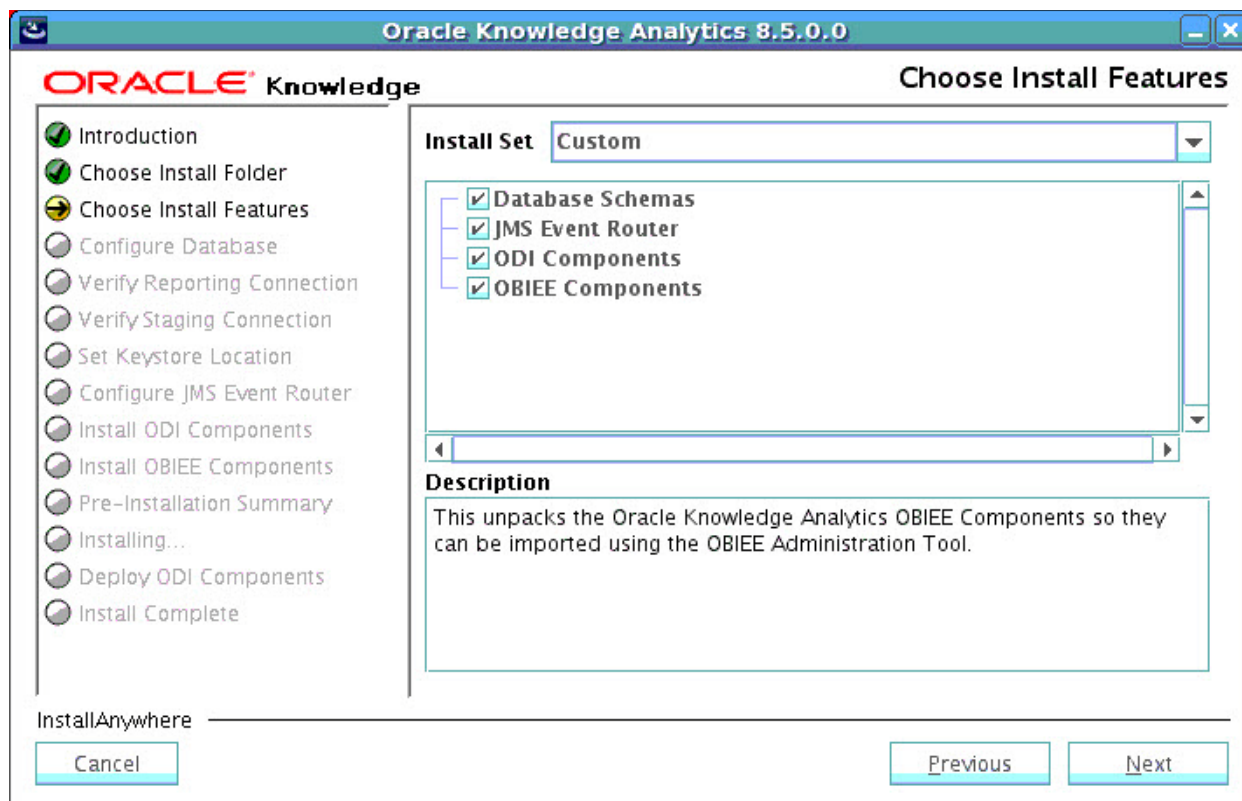 Oracle Knowledge Analytics 8.5.0.0
ORACLE Knowledge
Choose Install Features
Introduction
Choose Install Folder
Choose Install Features
Configure Database
Verify Reporting Connection
Verify Staging Connection
Set Keystore Location
Configure JMS Event Router
Install ODI Components
Install OBIEE Components
Pre-Installation Summary
Installing...
Deploy ODI Components
Install Complete
Install Set Custom
Database Schemas
JMS Event Router
ODI Components
OBIEE Components
Description
This unpacks the Oracle Knowledge Analytics OBIEE Components so they
can be imported using the OBIEE Administration Tool.
InstallAnywhere
Cancel
Previous
Next